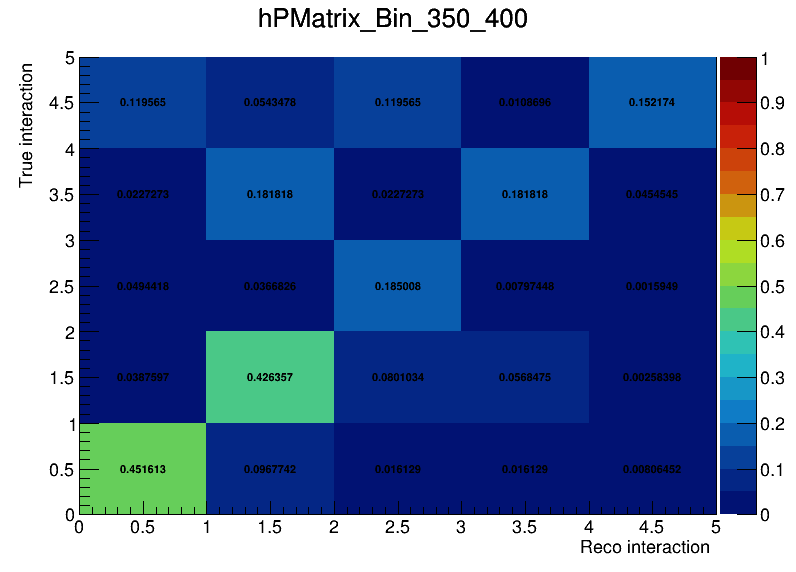 hPMatrix_Bin_350_400
True interaction
5
4.5
4
3.5
3
2.5
2
1.5
1
0.5
0
0.119565 0.0543478 0.119565 0.0108696 0.152174
0.0227273 0.181818 0.0227273 0.181818 0.0454545
0.0494418 0.0366826 0.185008 0.00797448 0.0015949
0.0387597 0.426357 0.0801034 0.0568475 0.00258398
0.451613 0.0967742 0.016129 0.016129 0.00806452
0 0.5 1 1.5 2 2.5 3 3.5 4 4.5 5
Reco interaction
1
0.9
0.8
0.7
0.6
0.5
0.4
0.3
0.2
0.1
0